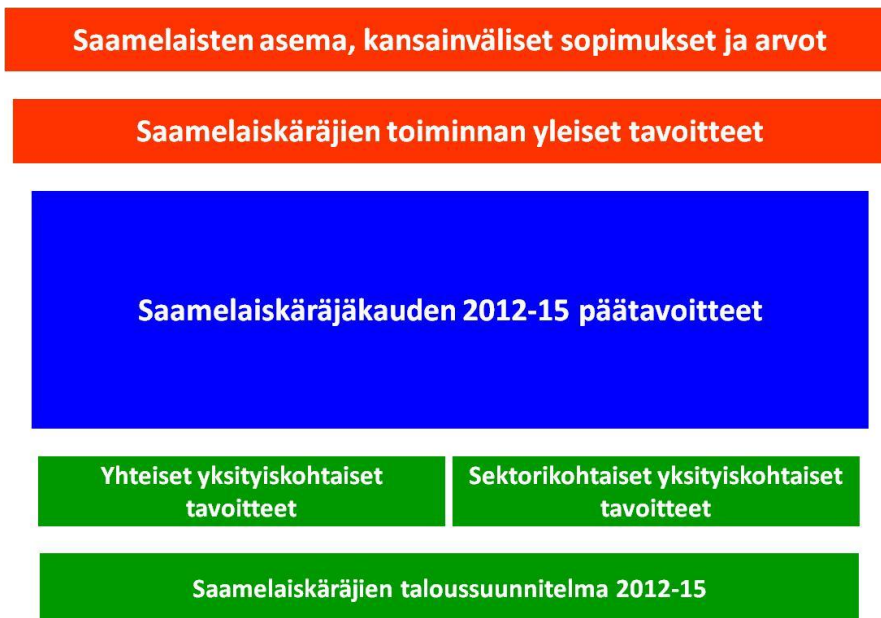 Saamelaisten asema, kansainväliset sopimukset ja arvot
Saamelaiskäräjien toiminnan yleiset tavoitteet
Saamelaiskäräjäkauden 2012-15 päätavoitteet
Yhteiset yksityiskohtaiset
tavoitteet
Sektorikohtaiset yksityiskohtaiset
tavoitteet
Saamelaiskäräjien taloussuunnitelma 2012-15